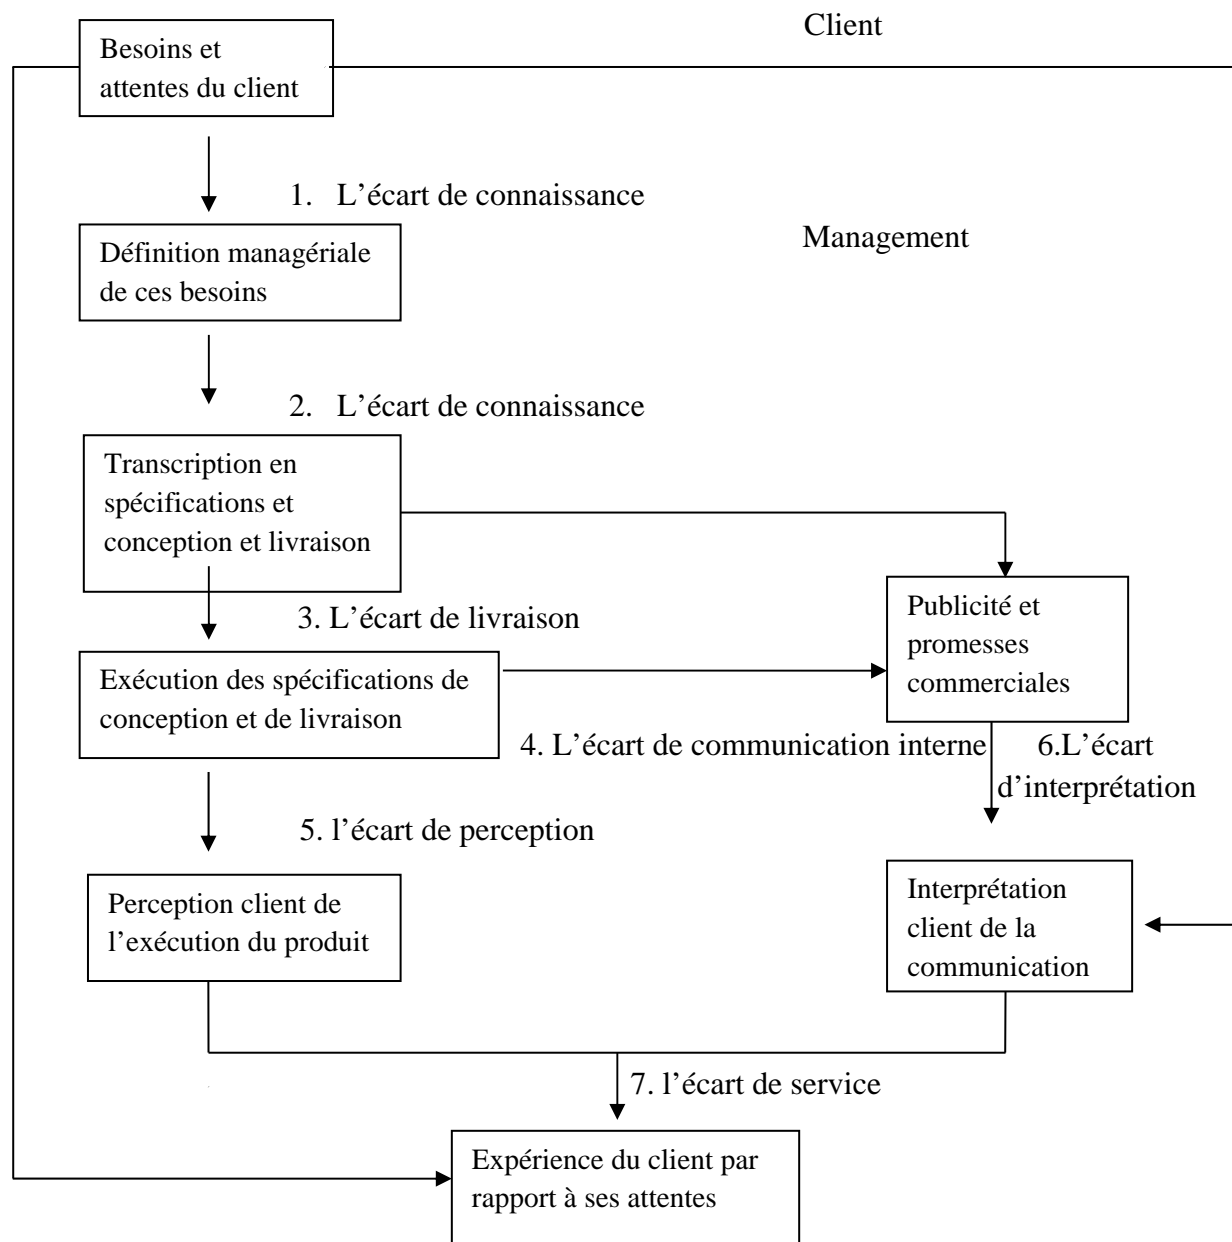 Client
Besoins et
attentes du client
1. L’écart de connaissance
Définition managériale
de ces besoins
Management
2. L’écart de connaissance
Transcription en
spécifications et
conception et livraison
3. L’écart de livraison
Publicité et
promesses
commerciales
Exécution des spécifications de
conception et de livraison
4. L’écart de communication interne
6.L’écart
d’interprétation
5. l’écart de perception
Perception client de
l’exécution du produit
Interprétation
client de la
communication
7. l’écart de service
Expérience du client par
rapport à ses attentes